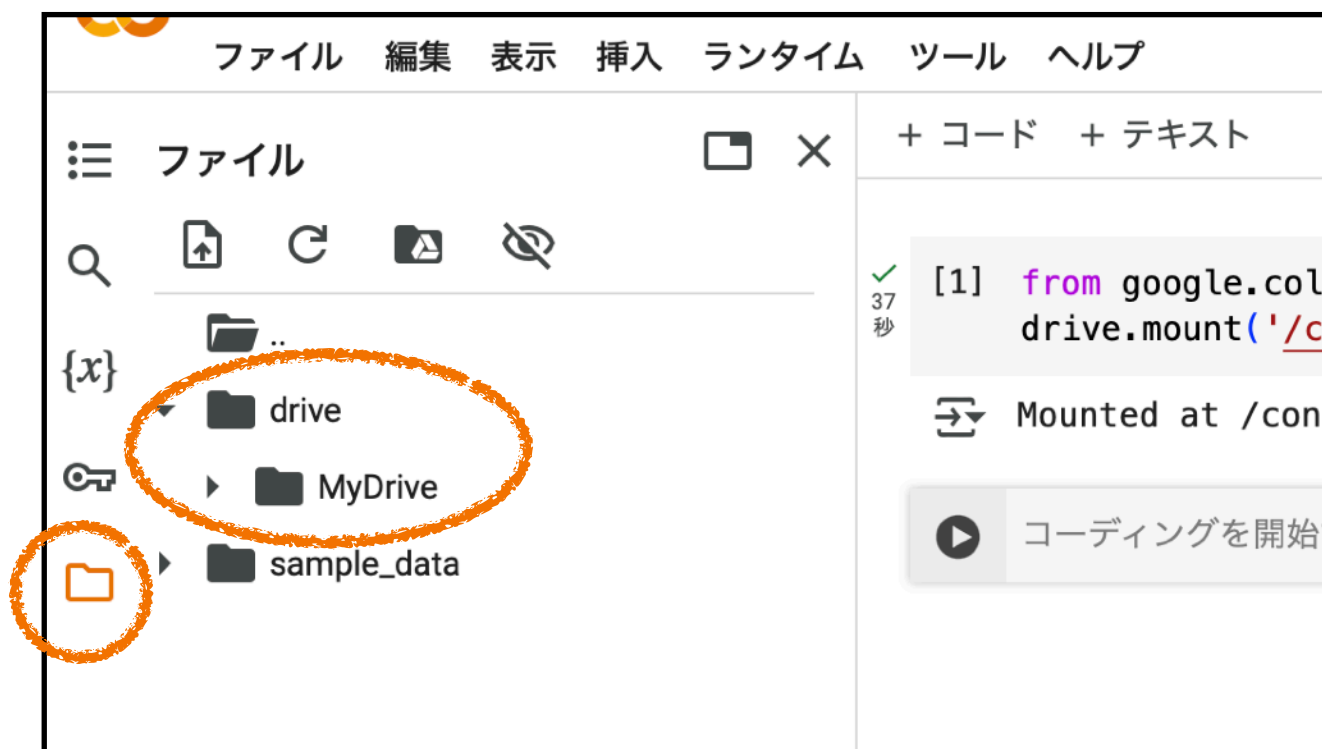 ファイル 編集 表示 挿入 ランタイム ツール ヘルプ
ファイル
+ コード + テキスト
..
drive
MyDrive
sample_data
{x}
37
秒
[1] from google.col
drive.mount('/c
Mounted at /con
コーディングを開始